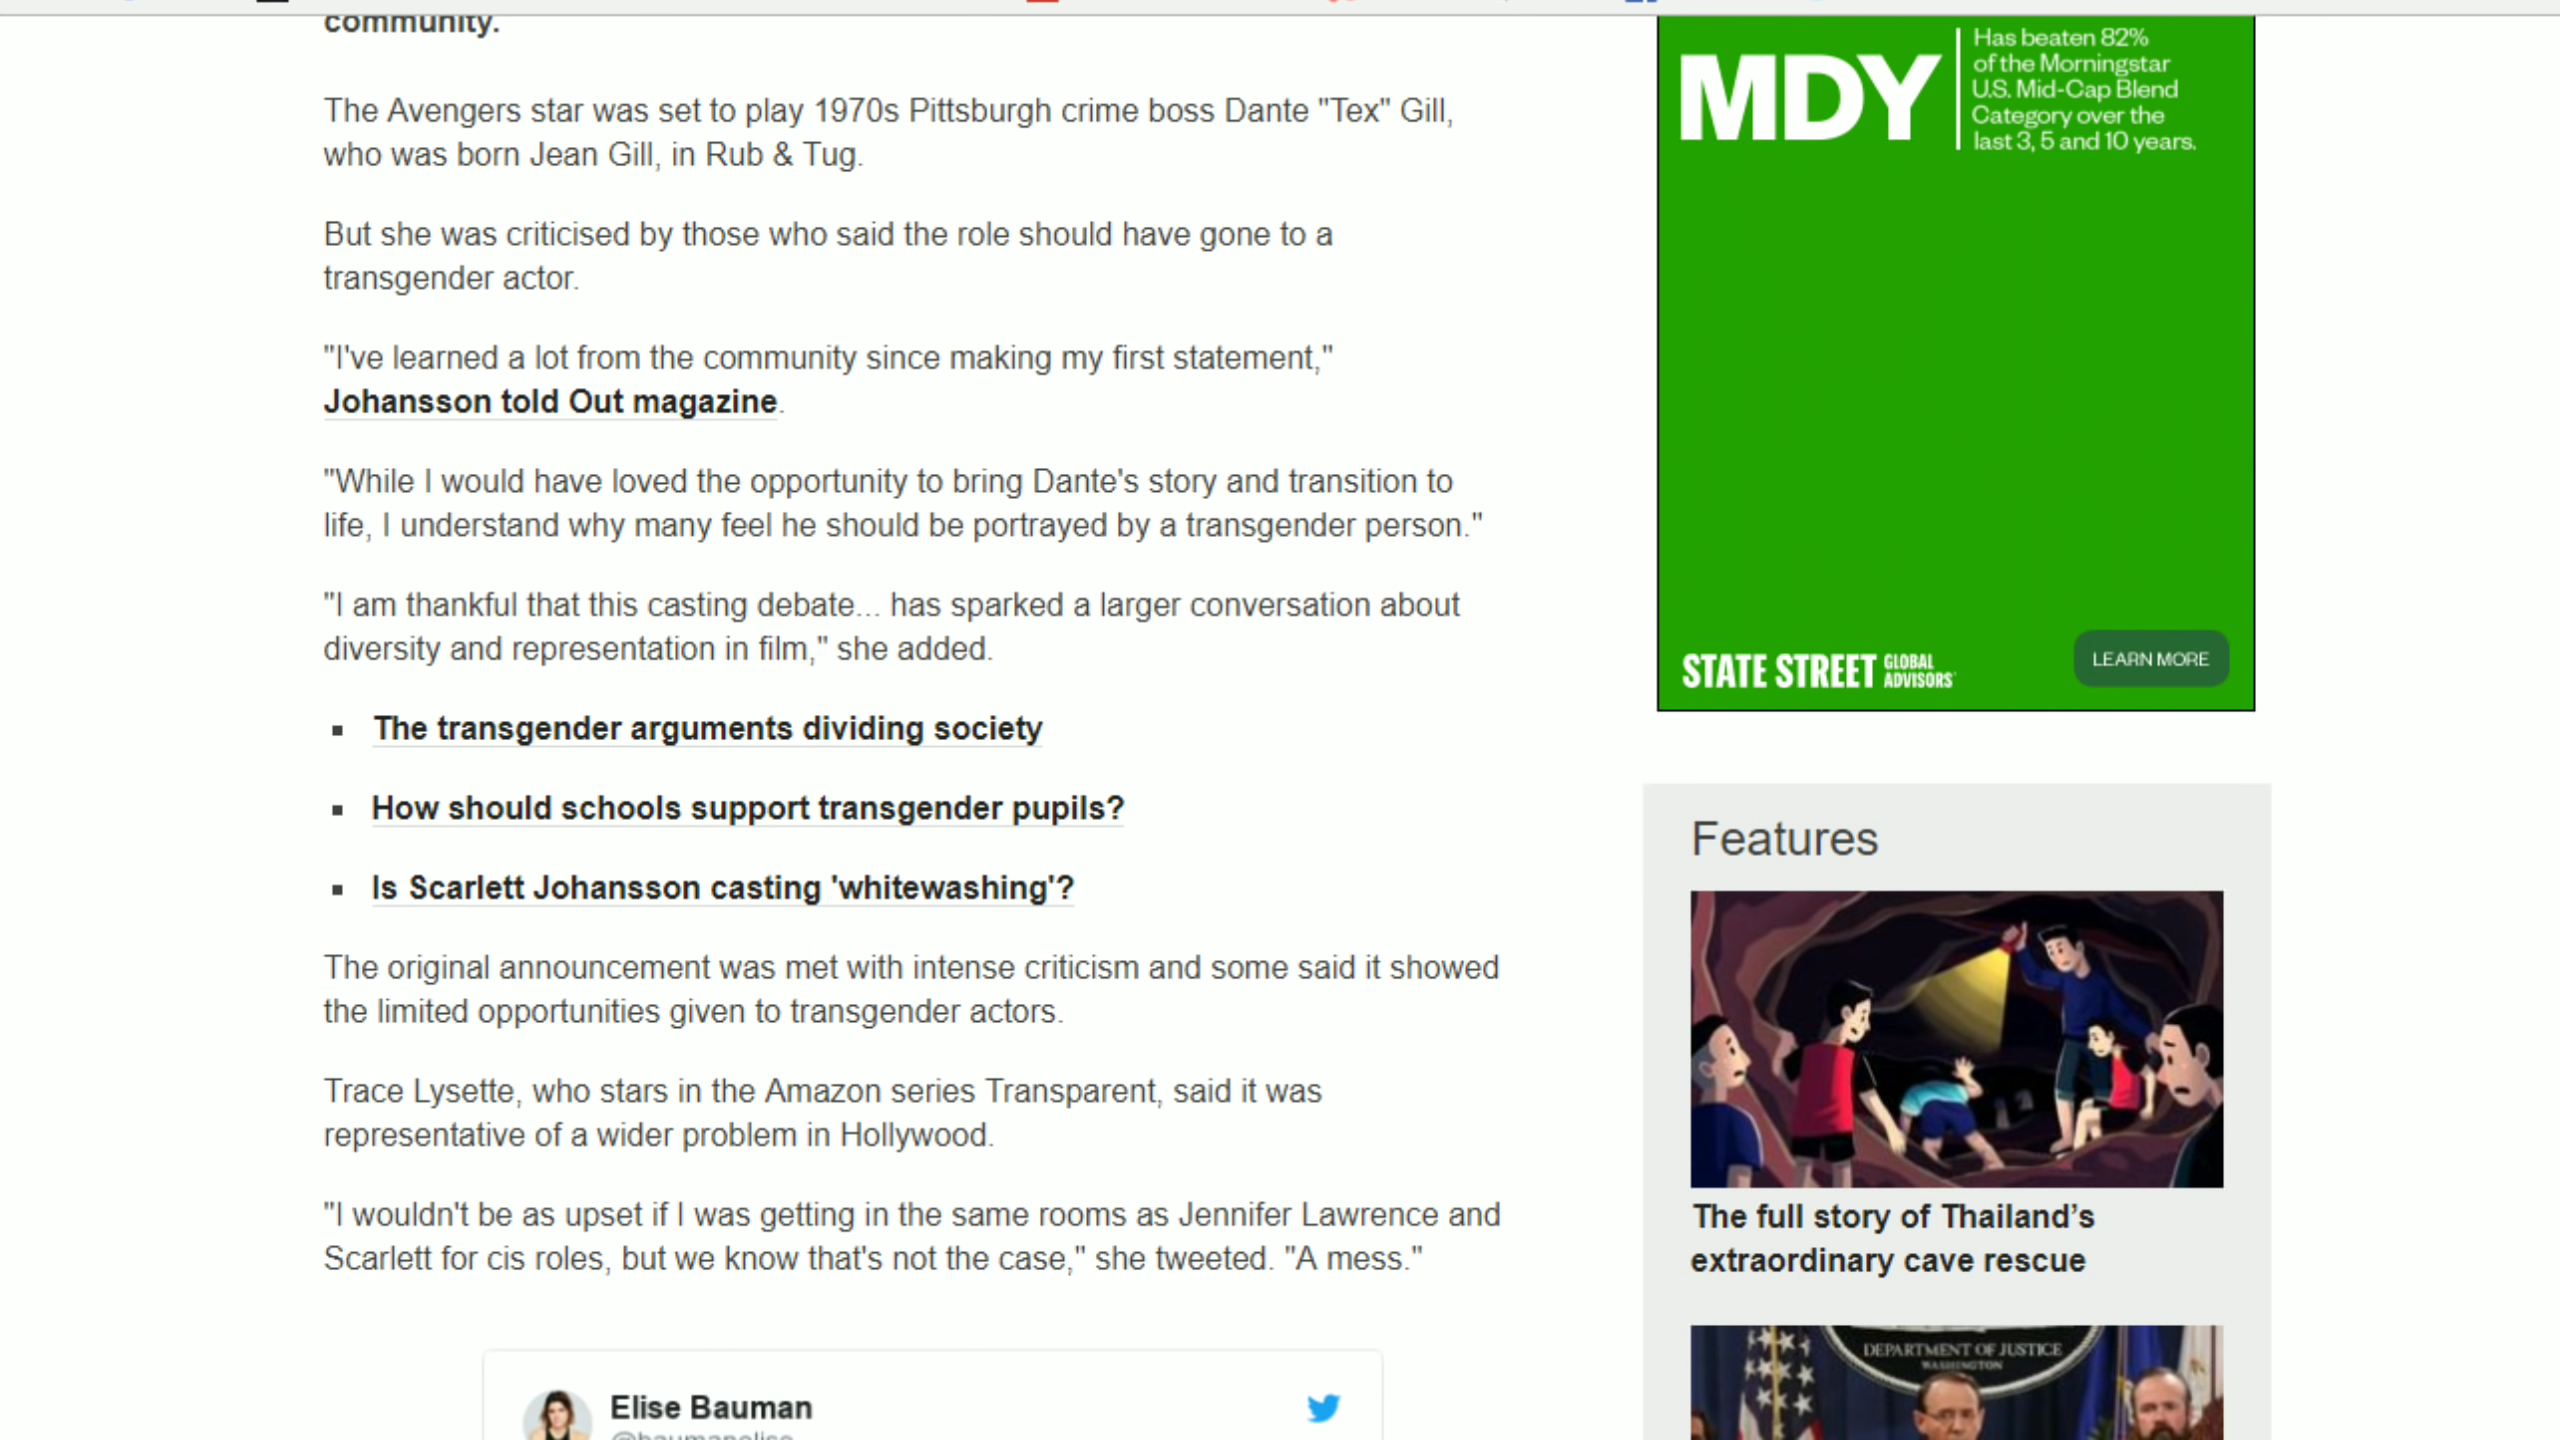 community.
The Avengers star was set to play 1970s Pittsburgh crime boss Dante "Tex" Gill,
who was born Jean Gill, in Rub & Tug.
But she was criticised by those who said the role should have gone to a
transgender actor.
"I've learned a lot from the community since making my first statement,"
Johansson told Out magazine.
"While I would have loved the opportunity to bring Dante's story and transition to
life, I understand why many feel he should be portrayed by a transgender person."
"I am thankful that this casting debate... has sparked a larger conversation about
diversity and representation in film," she added.
The transgender arguments dividing society
How should schools support transgender pupils?
Is Scarlett Johansson casting 'whitewashing'?
The original announcement was met with intense criticism and some said it showed
the limited opportunities given to transgender actors.
Trace Lysette, who stars in the Amazon series Transparent, said it was
representative of a wider problem in Hollywood.
"I wouldn't be as upset if I was getting in the same rooms as Jennifer Lawrence and
Scarlett for cis roles, but we know that's not the case," she tweeted. "A mess."
Elise Bauman
MDY
Has beaten 82%
of the Morningstar
U.S. Mid-Cap Blend
Category over the
last 3, 5 and 10 years.
STATE STREET GLOBAL
ADVISORS
LEARN MORE
Features
The full story of Thailand’s
extraordinary cave rescue
DEPARTMENT OF JUSTICE
WASHINGTON